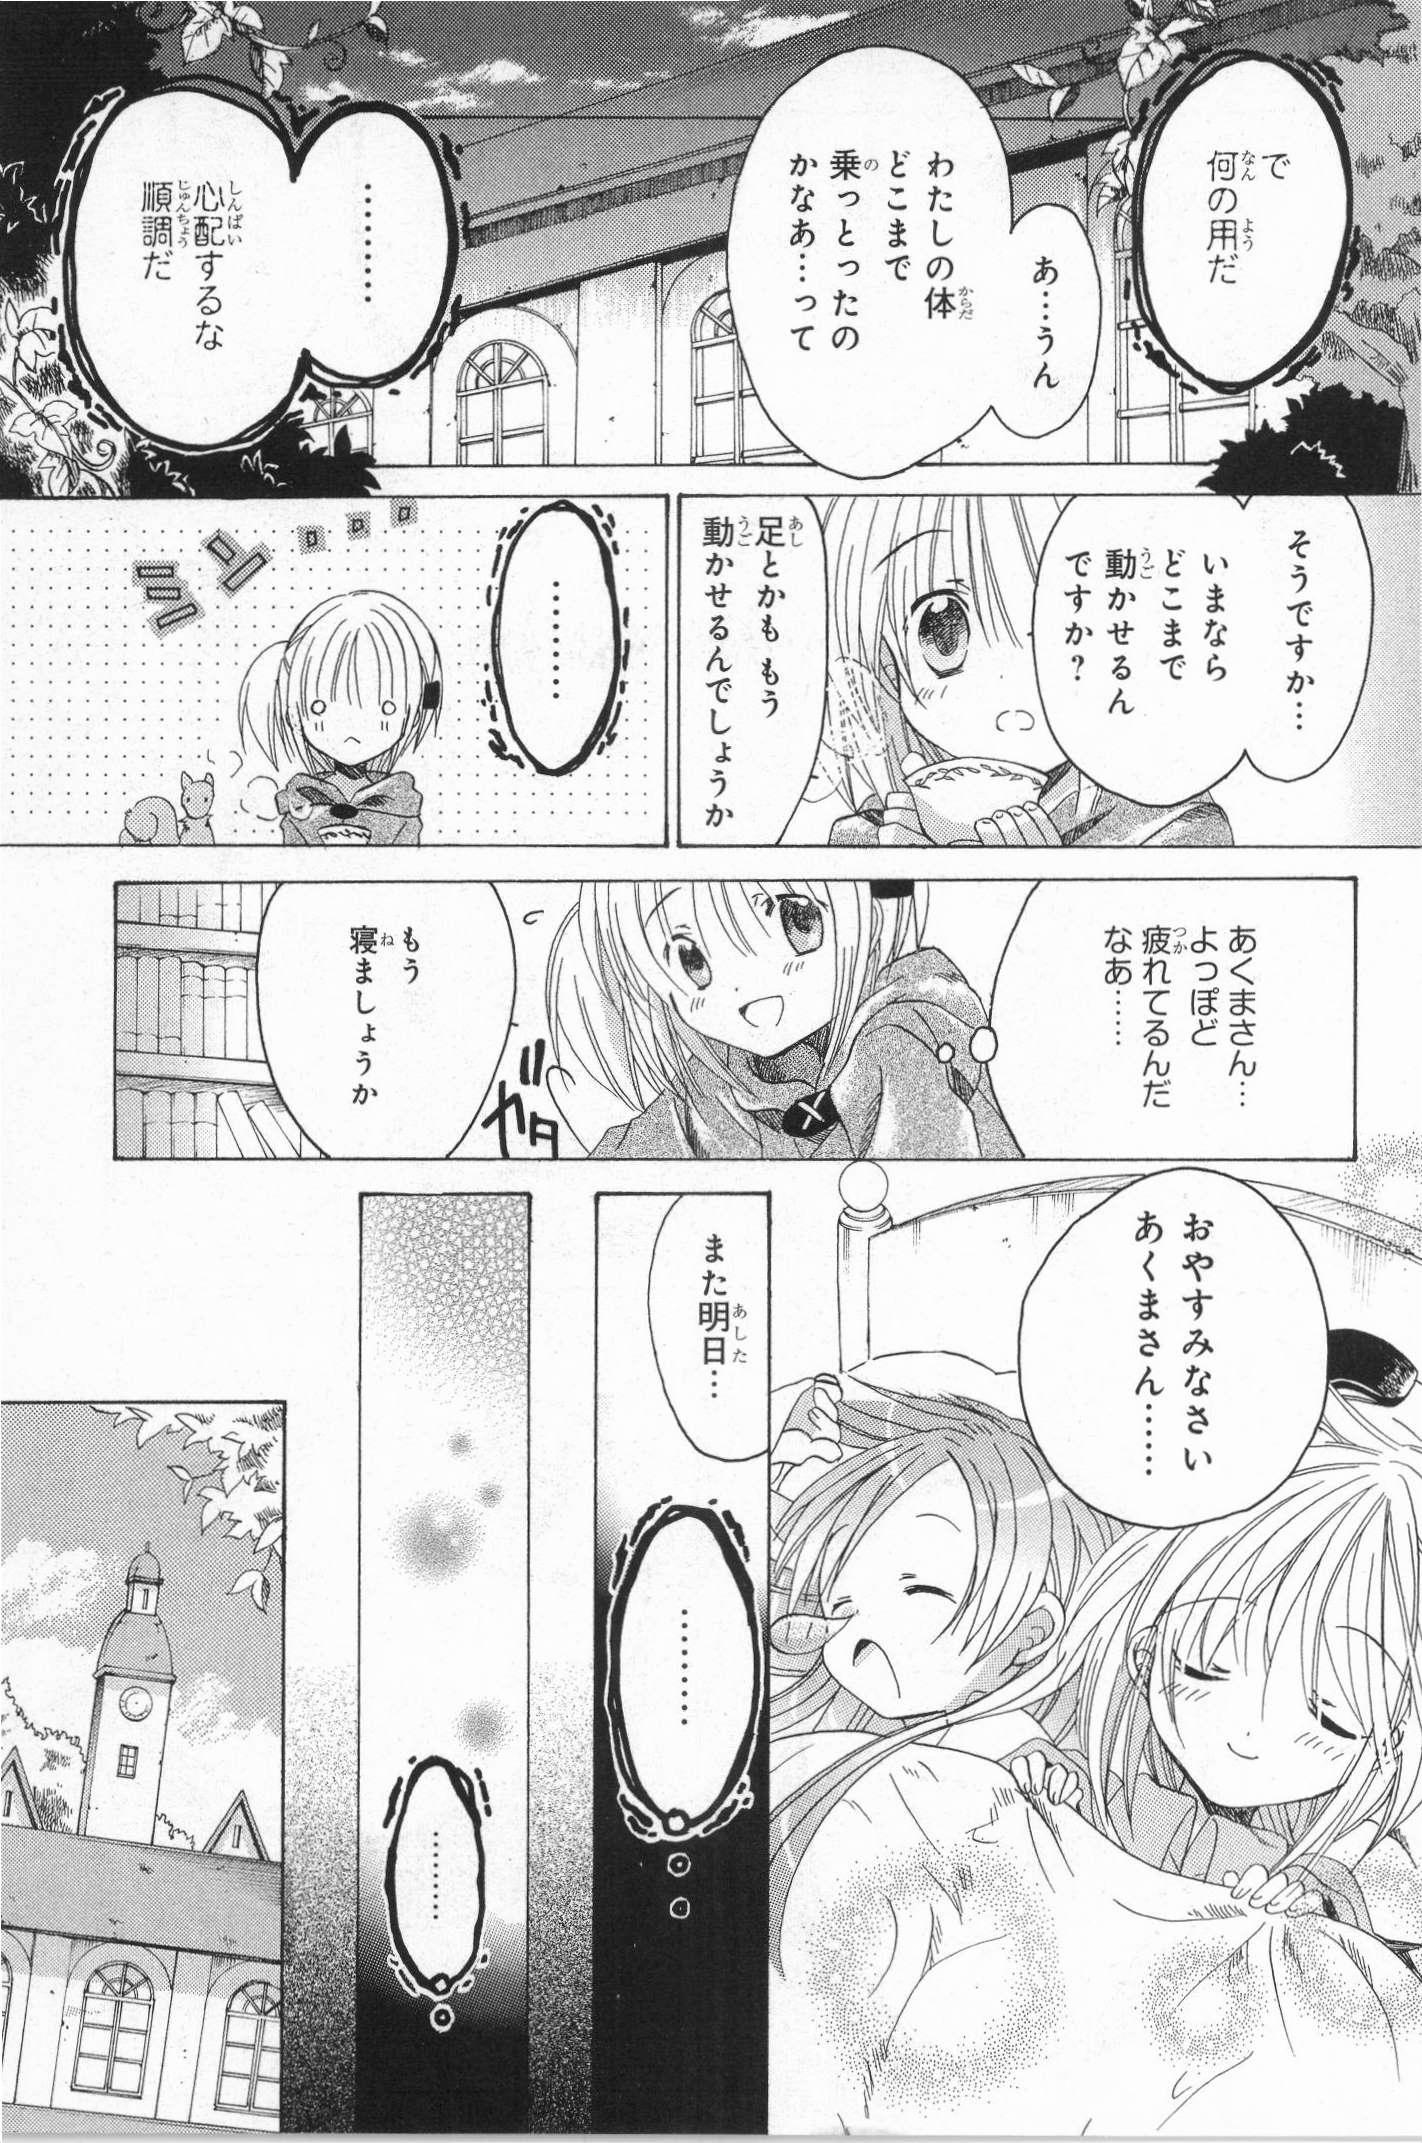 で
何の用だ
あ…うん
わたしの体
どこまで
乗っとったの
かなあ…って
………
心配するな
順調だ
そうですか…
いまなら
どこまで
動かせるん
ですか？
足とかも もう
動かせるんでしょうか
………
シーン
あくまさん…
よっぽど
疲れてるんだ
なあ……
ガタ
もう
寝ましょうか
おやすみなさい
あくまさん……
また明日…
………
………